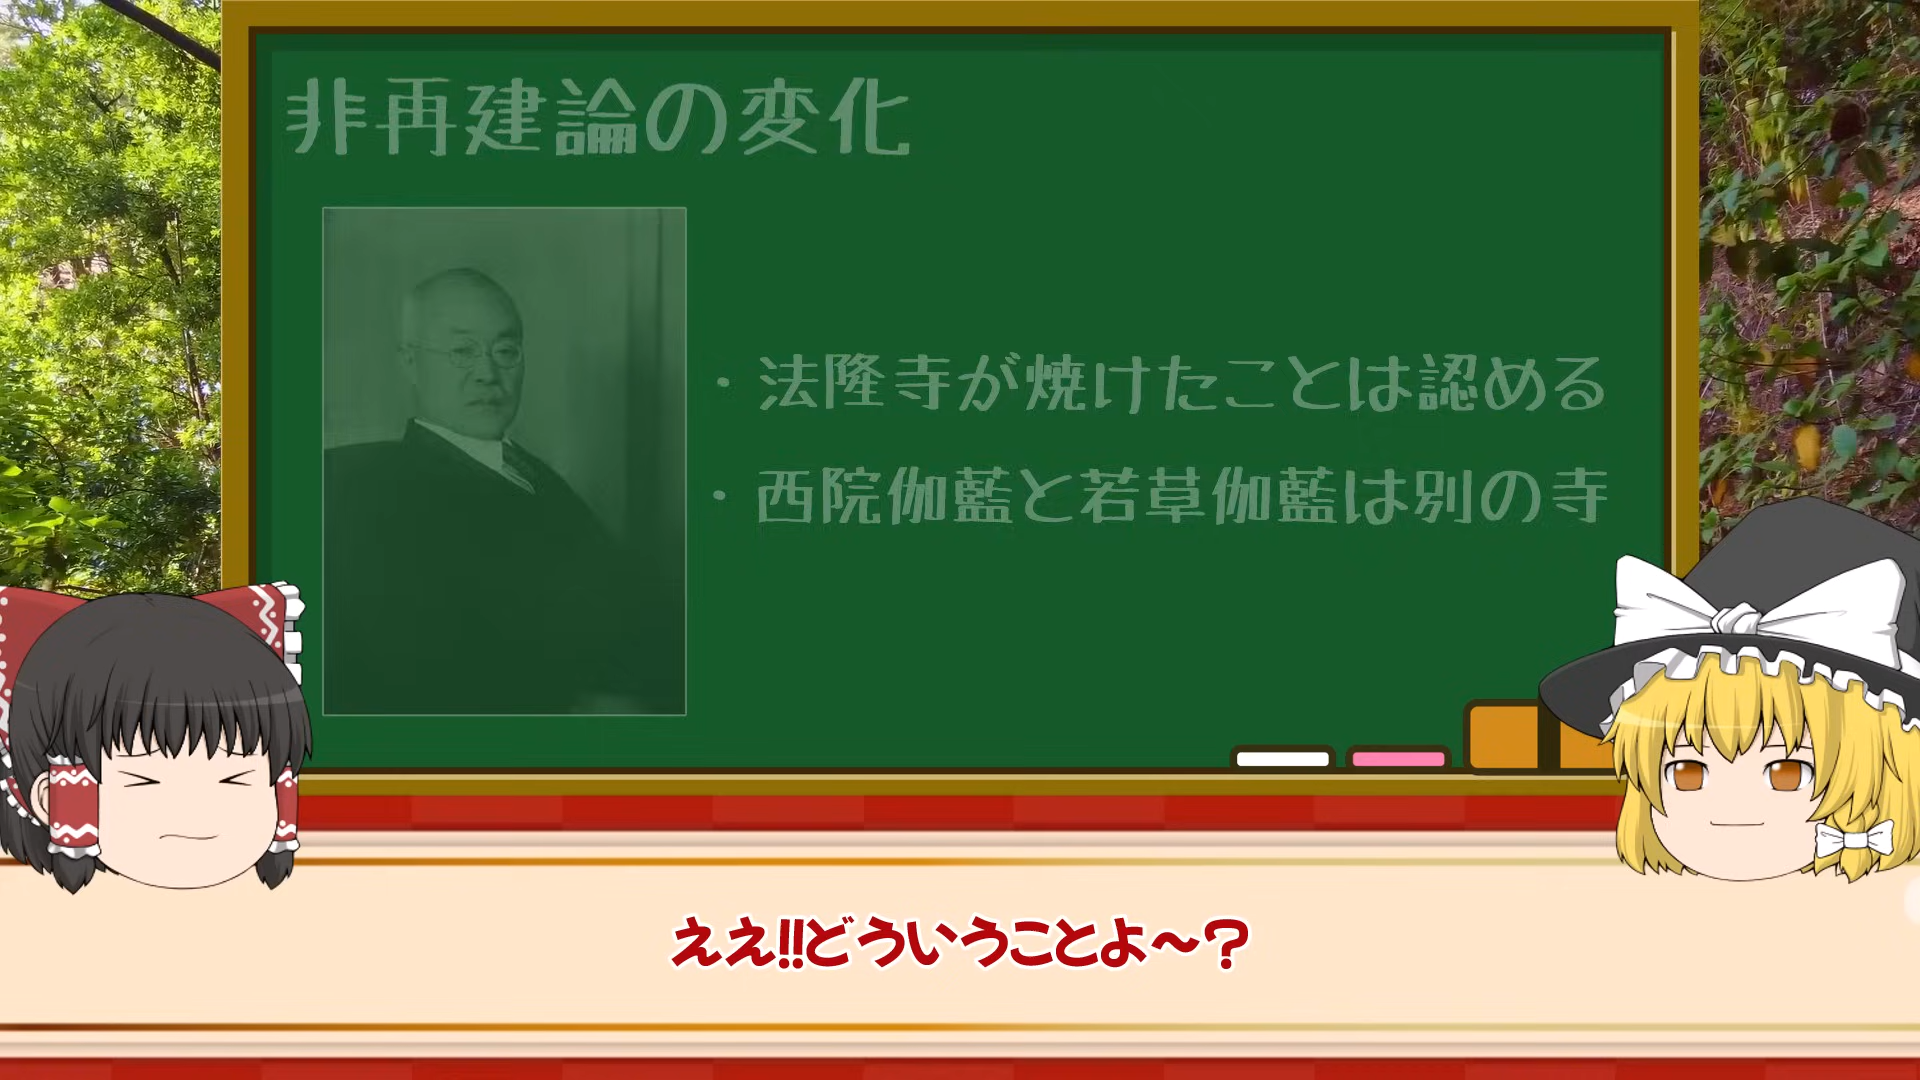 非再建論の変化
・法隆寺が焼けたことは認める
・西院伽藍と若草伽藍は別の寺
ええ!!どういうことよ～？